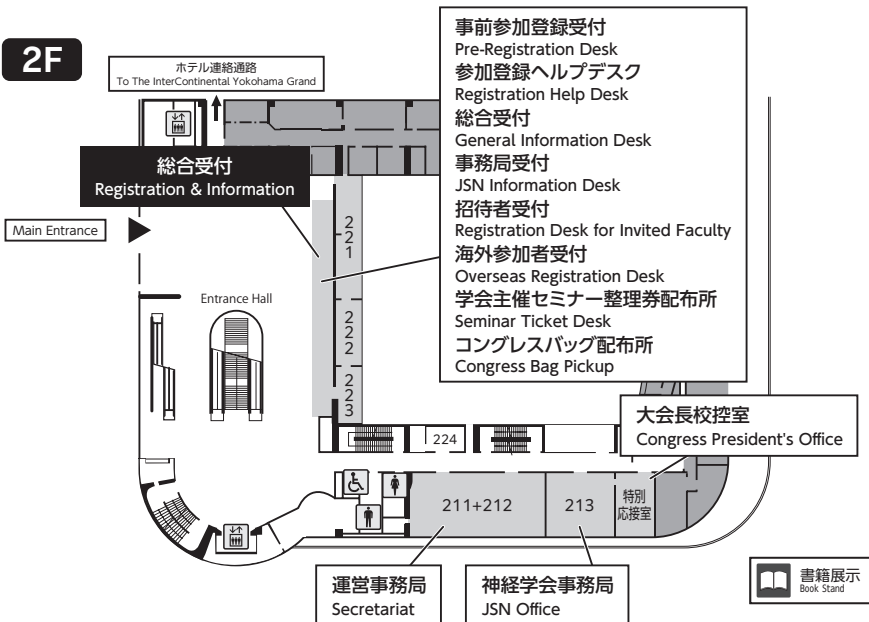 2F
ホテル連絡通路
To The InterContinental Yokohama Grand
事前参加登録受付
Pre-Registration Desk
参加登録ヘルプデスク
Registration Help Desk
総合受付
General Information Desk
事務局受付
JSN Information Desk
招待者受付
Registration Desk for Invited Faculty
海外参加者受付
Overseas Registration Desk
学会主催セミナー整理券配布所
Seminar Ticket Desk
コングレスバッグ配布所
Congress Bag Pickup
総合受付
Registration & Information
Main Entrance
221
Entrance Hall
222
223
224
大会長校控室
Congress President's Office
211+212
213
特別
応接室
運営事務局
Secretariat
神経学会事務局
JSN Office
書籍展示
Book Stand